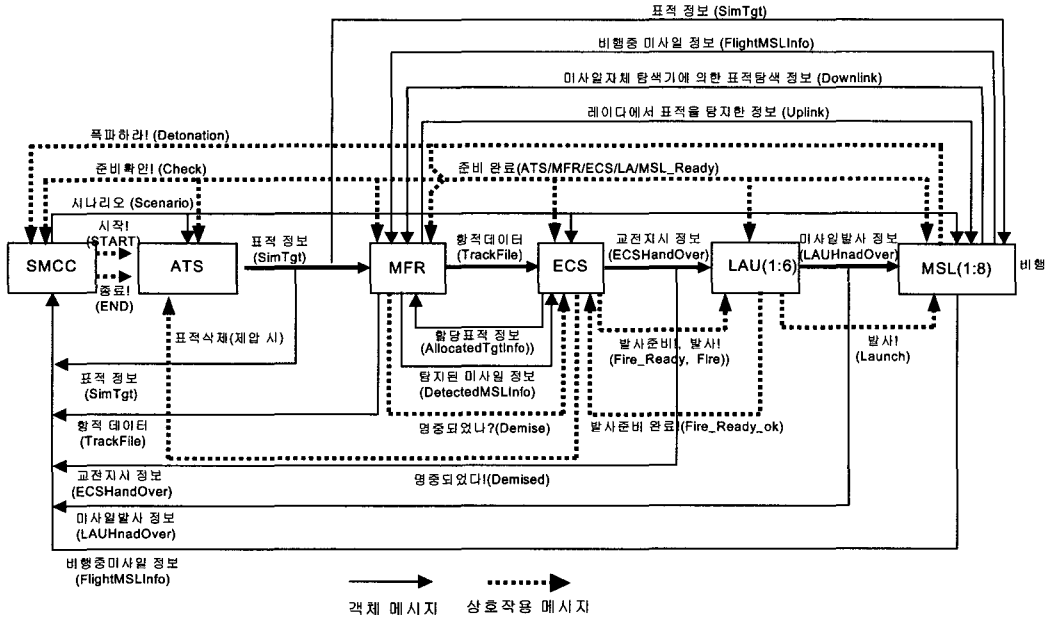 표적 정보 (SimTgt)
비행중 미사일 정보 (FlightMSLInfo)
미사일자체 탐색기에 의한 표적탐색 정보 (Downlink)
레이다에서 표적을 탐지한 정보 (Uplink)
폭파하라! (Detonation)
준비확인! (Check)
준비 완료(ATS/MFR/ECS/LA/MSL_Ready)
시나리오 (Scenario)
시작!
(START)
표적 정보
(SimTgt)
항적데이터
(TrackFile)
교전지시 정보
(ECSHandOver)
미사일발사 정보
(LAUHndOver)
SMCC
ATS
MFR
ECS
LAU(1:6)
MSL(1:8)
비행
종료!
(END)
표적삭제(제압 시)
할당표적 정보
(AllocatedTgtInfo))
발사준비!, 발사!
(Fire_Ready, Fire))
발사!
(Launch)
표적 정보
(SimTgt)
탐지된 미사일 정보
(DetectedMSLInfo)
항적 데이터
(TrackFile)
명중되었나?(Demise)
발사준비 완료!(Fire_Ready_ok)
교전지시 정보
(ECSHandOver)
명중되었다!(Demised)
미사일발사 정보
(LAUHnadOver)
비행중미사일 정보
(FlightMSLInfo)
객체 메시지
상호작용 메시지